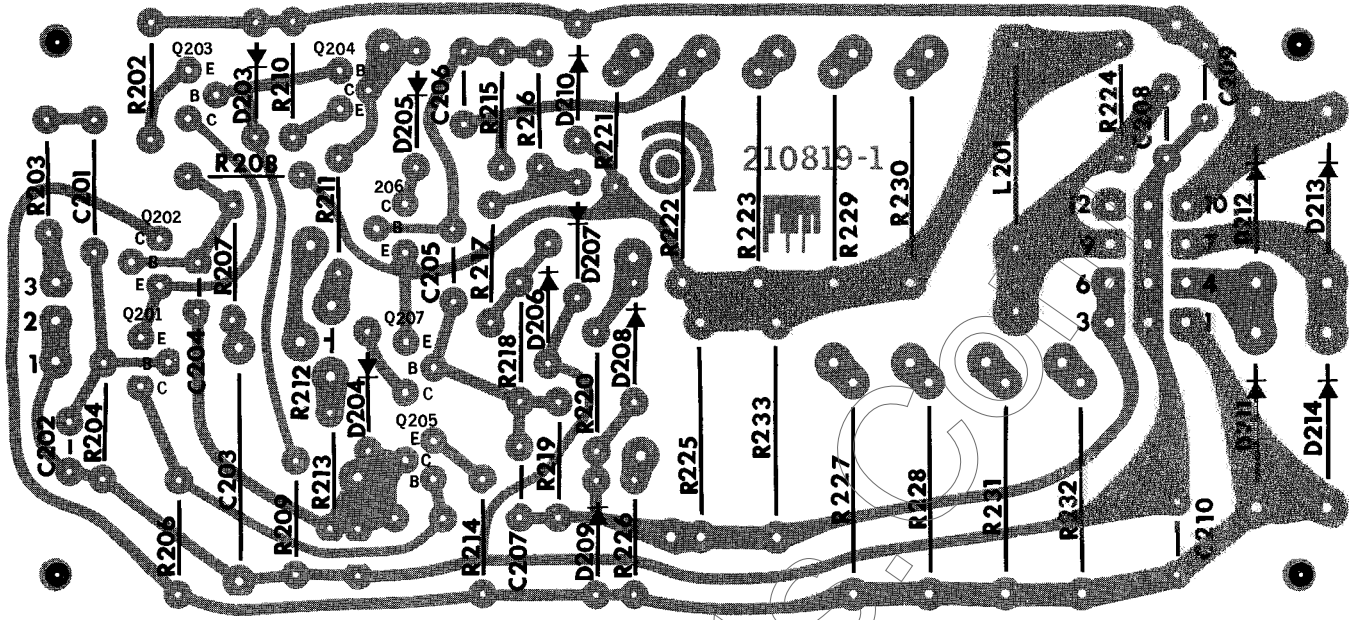 Q203
E
B
C
R202
D203
R210
Q204
B
C
E
D205
C206
R215
R216
D210
R221
R224
C208
C209
R203
C201
R208
R211
206
C
B
E
210819-1
R222
R223
R229
R230
L201
12
10
9
7
6
4
3
1
D212
D213
Q202
C
B
E
R207
C205
R217
D207
D206
D208
3
2
1
Q201
E
B
C
C204
Q207
E
B
C
R218
R212
D204
R220
C202
R204
Q205
E
C
B
C203
R213
R219
R225
R233
R227
R228
R231
R232
D211
D214
R206
R209
R214
C207
D209
R226
C210